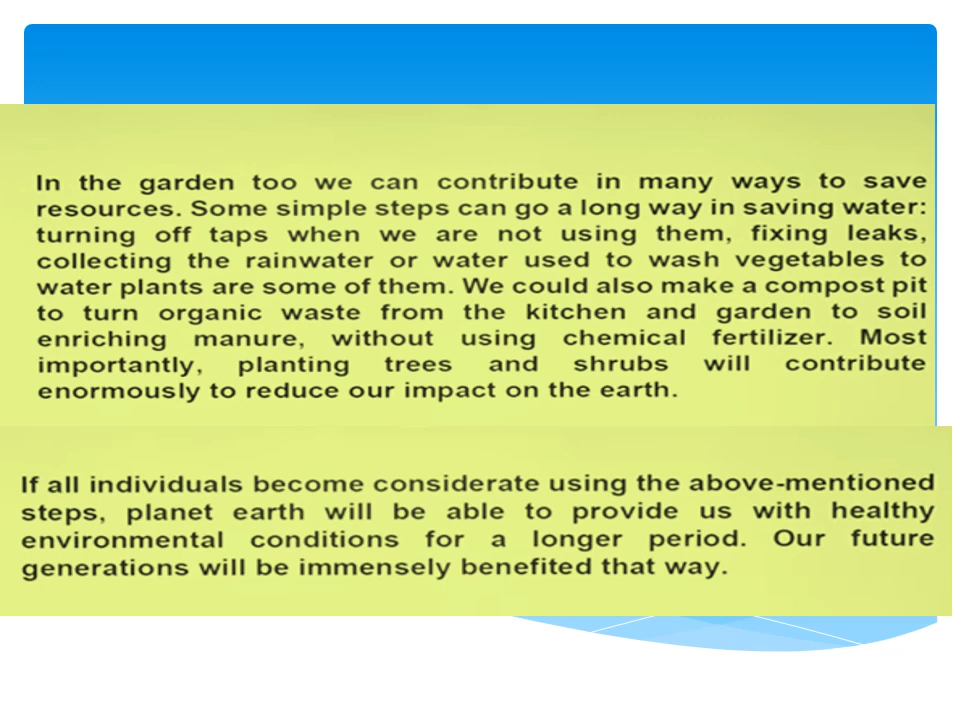 In the garden too we can contribute in many ways to save
resources. Some simple steps can go a long way in saving water:
turning off taps when we are not using them, fixing leaks,
collecting the rainwater or water used to wash vegetables to
water plants are some of them. We could also make a compost pit
to turn organic waste from the kitchen and garden to soil
enriching manure, without using chemical fertilizer. Most
importantly, planting trees and shrubs will contribute
enormously to reduce our impact on the earth.
If all individuals become considerate using the above-mentioned
steps, planet earth will be able to provide us with healthy
environmental conditions for a longer period. Our future
generations will be immensely benefited that way.